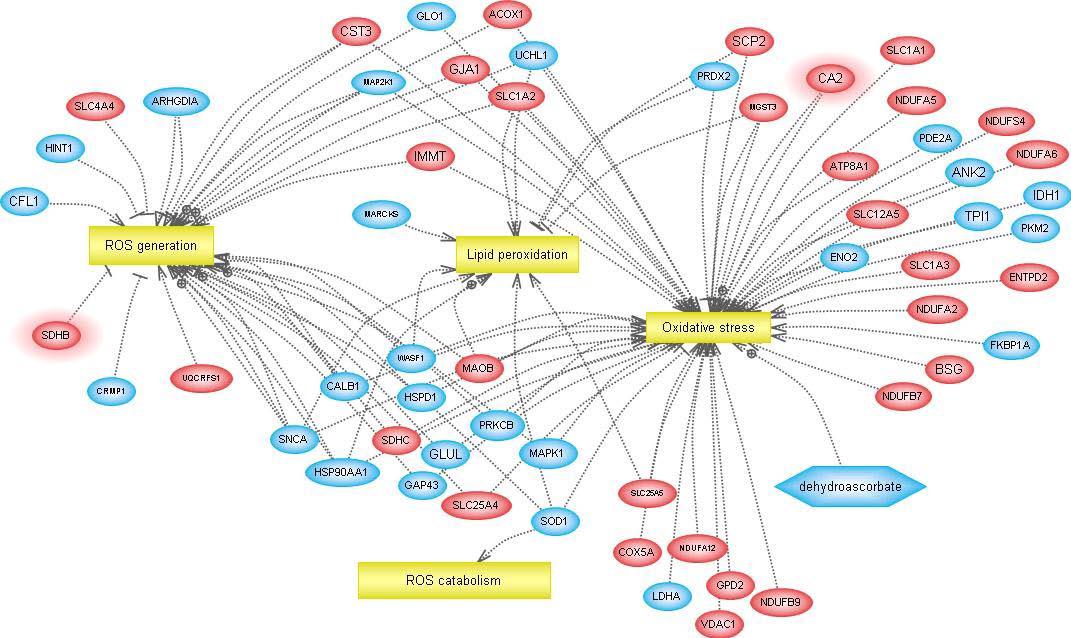 GLO1
ACOX1
CST3
SCP2
UCHL1
SLC1A1
GJA1
PRDX2
CA2
MAP2K1
SLC1A2
NDUFA5
ARHGDIA
SLC4A4
MGST3
NDUFS4
PDE2A
HINT1
IMMT
NDUFA6
ATP8A1
ANK2
IDH1
CFL1
MARCKS
SLC12A5
TPI1
PKM2
ROS generation
Lipid peroxidation
ENO2
SLC1A3
ENTPD2
NDUFA2
Oxidative stress
SDHB
FKBP1A
WASF1
MAOB
BSG
UQCRFS1
CALB1
CRMP1
HSPD1
NDUFB7
PRKCB
SNCA
SDHC
GLUL
MAPK1
HSP90AA1
GAP43
dehydroascorbate
SLC25A5
SLC25A4
SOD1
COX5A
NDUFA12
ROS catabolism
GPD2
LDHA
NDUFB9
VDAC1